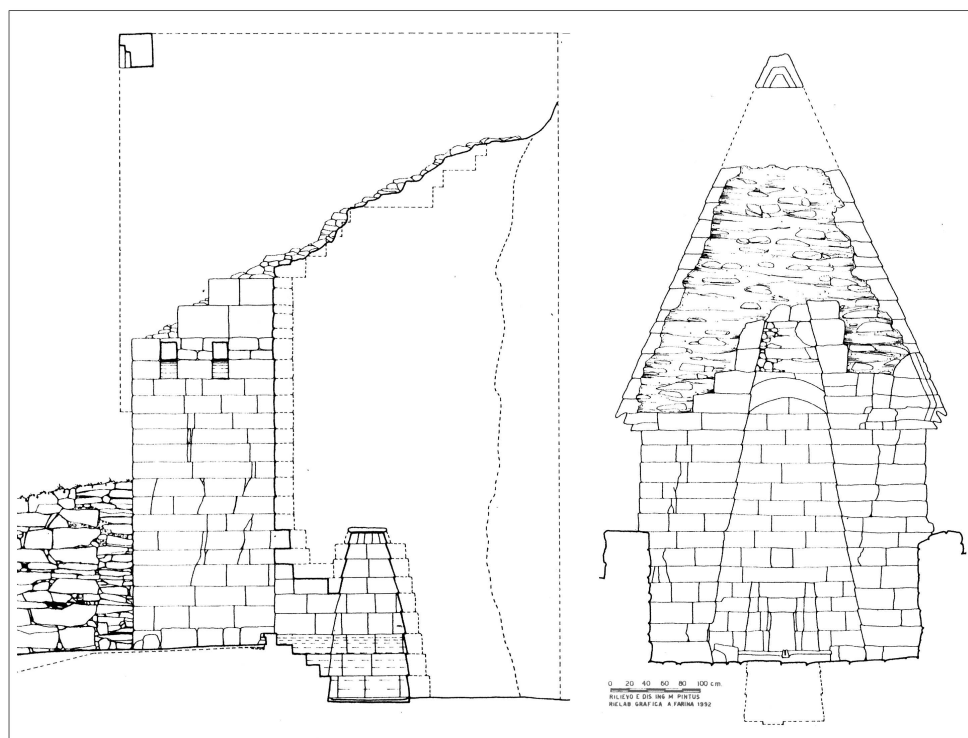 0 20 40 60 80 100 cm.
RILIEVO E DIS ING M PINTUS
RIELAB GRAFICA A FARINA 1992